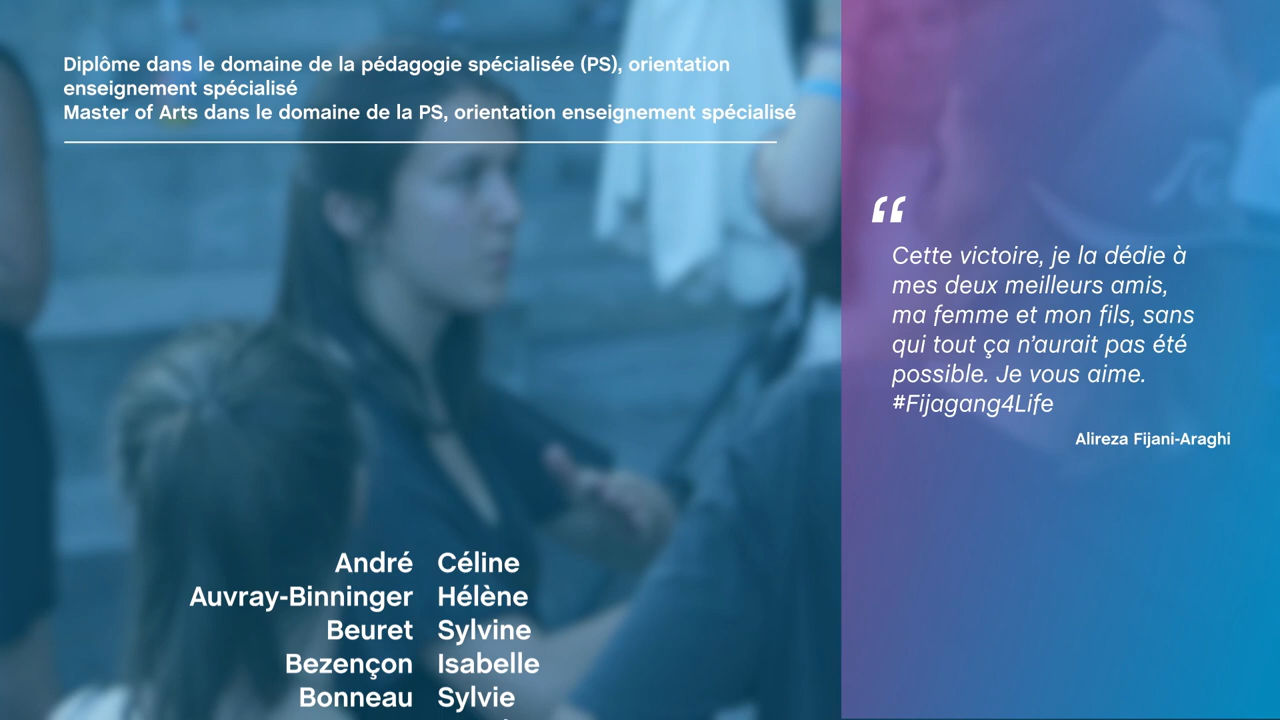 Diplôme dans le domaine de la pédagogie spécialisée (PS), orientation
enseignement spécialisé
Master of Arts dans le domaine de la PS, orientation enseignement spécialisé
André Céline
Auvray-Binninger Hélène
Beuret Sylvine
Bezençon Isabelle
Bonneau Sylvie
“
Cette victoire, je la dédie à
mes deux meilleurs amis,
ma femme et mon fils, sans
qui tout ça n’aurait pas été
possible. Je vous aime.
#Fijagang4Life
Alireza Fijani-Araghi